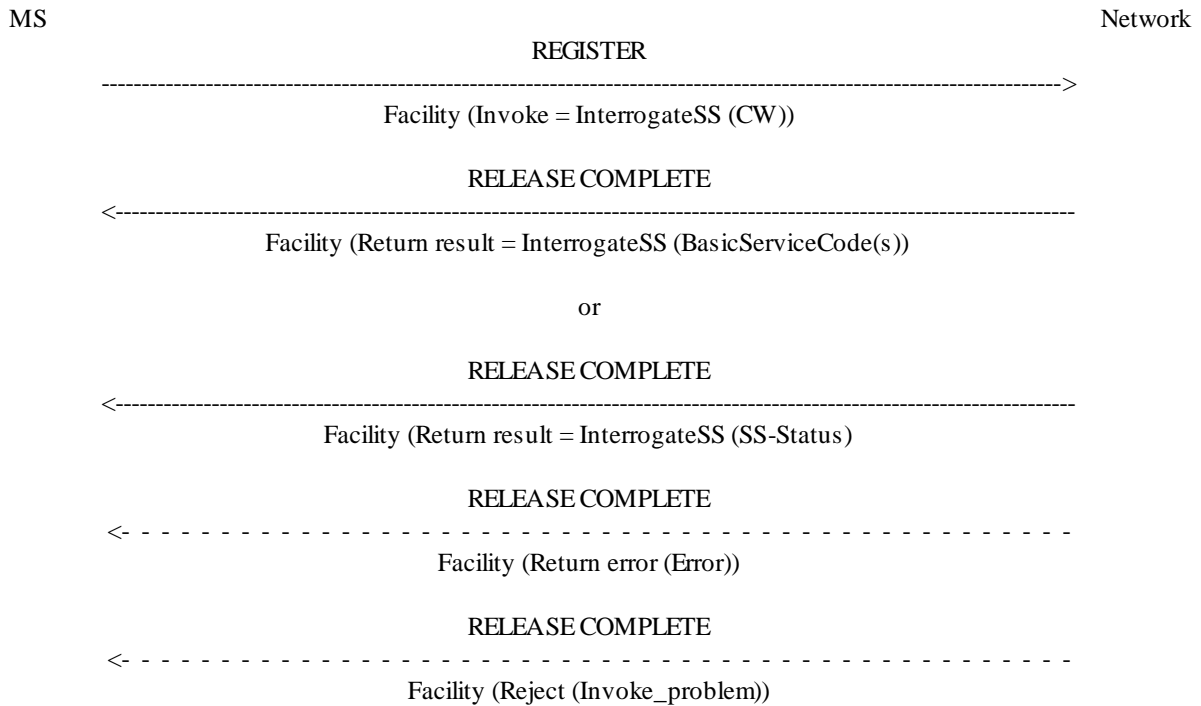 MS Network
REGISTER
------------------------------------------------------------------------------------------------------------------------>
Facility (Invoke = InterrogateSS (CW))
RELEASE COMPLETE
<------------------------------------------------------------------------------------------------------------------------
Facility (Return result = InterrogateSS (BasicServiceCode(s))
or
RELEASE COMPLETE
<------------------------------------------------------------------------------------------------------------------------
Facility (Return result = InterrogateSS (SS-Status)
RELEASE COMPLETE
<- - - - - - - - - - - - - - - - - - - - - - - - - - - - - - - - - - - - - - - - - - - - - - - -
Facility (Return error (Error))
RELEASE COMPLETE
<- - - - - - - - - - - - - - - - - - - - - - - - - - - - - - - - - - - - - - - - - - - - - - - -
Facility (Reject (Invoke_problem))